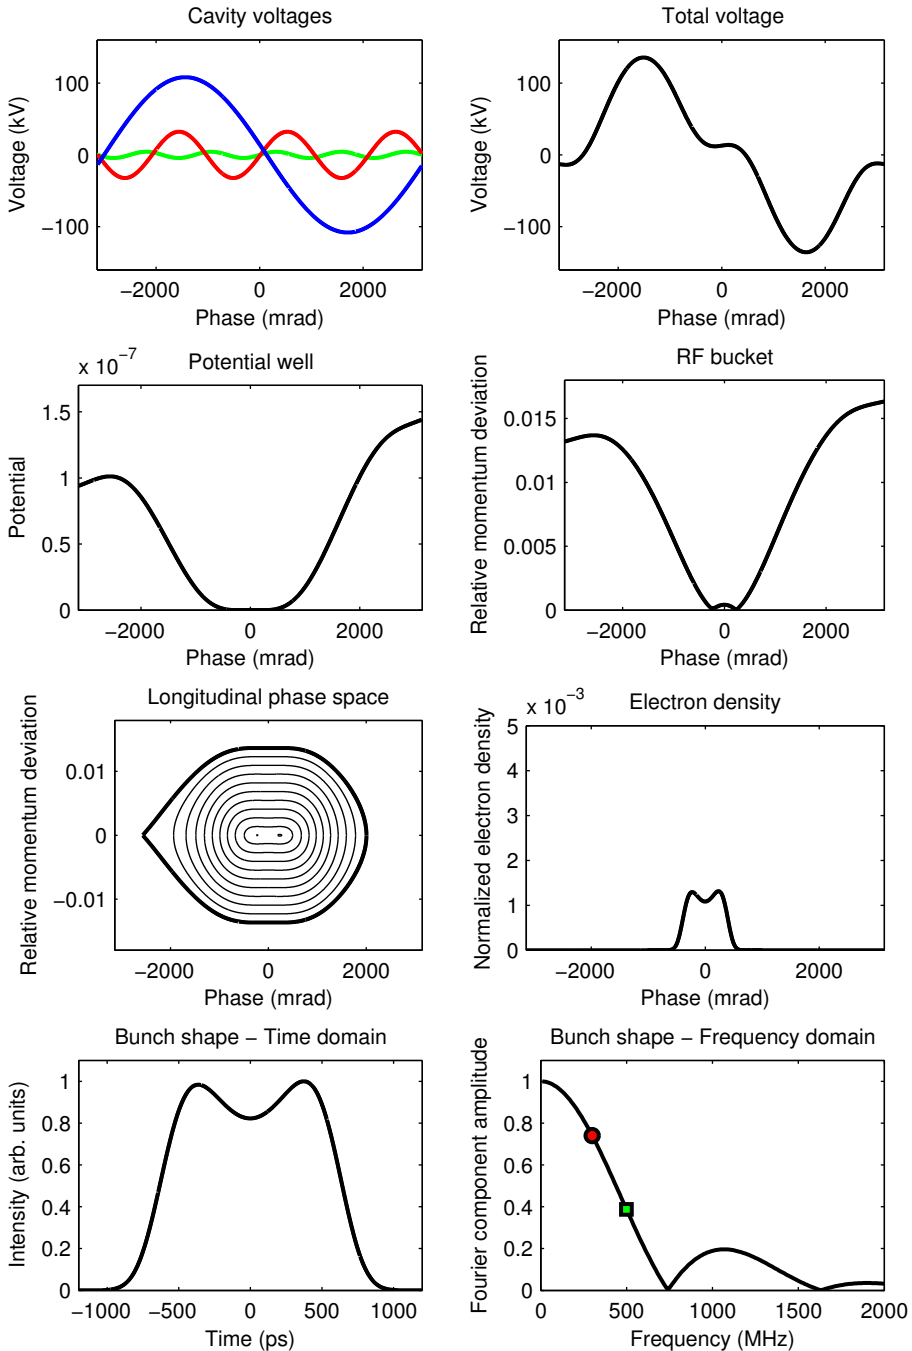 Cavity voltages
Voltage (kV)
100
0
−100
−2000 0 2000
Phase (mrad)
Total voltage
Voltage (kV)
100
0
−100
−2000 0 2000
Phase (mrad)
x 10−7
Potential well
Potential
1.5
1
0.5
0
−2000 0 2000
Phase (mrad)
RF bucket
Relative momentum deviation
0.015
0.01
0.005
0
−2000 0 2000
Phase (mrad)
Longitudinal phase space
Relative momentum deviation
0.01
0
−0.01
−2000 0 2000
Phase (mrad)
x 10−3
Electron density
Normalized electron density
5
4
3
2
1
0
−2000 0 2000
Phase (mrad)
Bunch shape − Time domain
Intensity (arb. units)
1
0.8
0.6
0.4
0.2
0
−1000 −500 0 500 1000
Time (ps)
Bunch shape − Frequency domain
Fourier component amplitude
1
0.8
0.6
0.4
0.2
0
0 500 1000 1500 2000
Frequency (MHz)